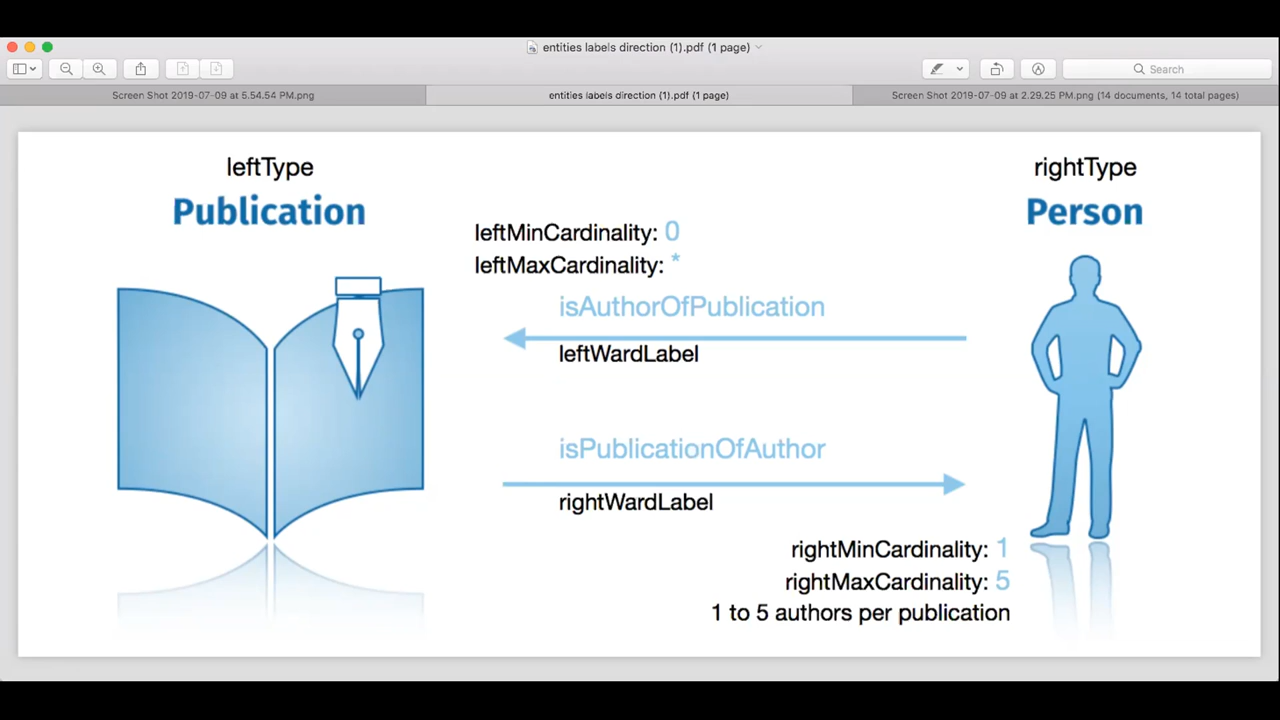 entities labels direction (1).pdf (1 page)
Search
Screen Shot 2019-07-09 at 5.54.54 PM.png
entities labels direction (1).pdf (1 page)
Screen Shot 2019-07-09 at 2.29.25 PM.png (14 documents, 14 total pages)
leftType
Publication
rightType
Person
leftMinCardinality: 0
leftMaxCardinality: *
isAuthorOfPublication
leftWardLabel
isPublicationOfAuthor
rightWardLabel
rightMinCardinality: 1
rightMaxCardinality: 5
1 to 5 authors per publication